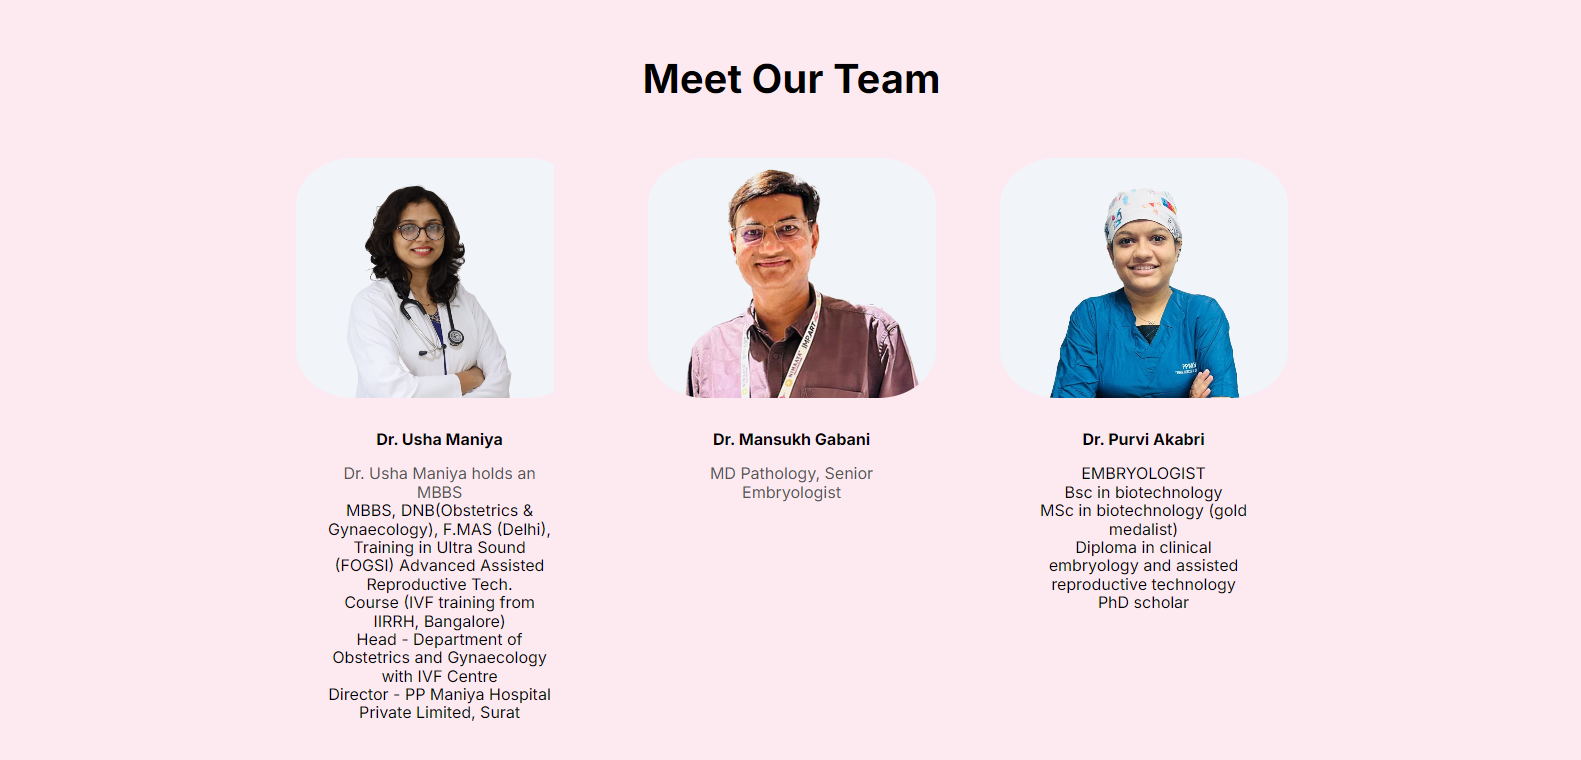 Meet Our Team
Dr. Usha Maniya
Dr. Usha Maniya holds an
MBBS
MBBS, DNB(Obstetrics &
Gynaecology), F.MAS (Delhi),
Training in Ultra Sound
(FOGSI) Advanced Assisted
Reproductive Tech.
Course (IVF training from
IIRRH, Bangalore)
Head - Department of
Obstetrics and Gynaecology
with IVF Centre
Director - PP Maniya Hospital
Private Limited, Surat
IMPART
Dr. Mansukh Gabani
MD Pathology, Senior
Embryologist
Dr. Purvi Akabri
EMBRYOLOGIST
Bsc in biotechnology
MSc in biotechnology (gold
medalist)
Diploma in clinical
embryology and assisted
reproductive technology
PhD scholar